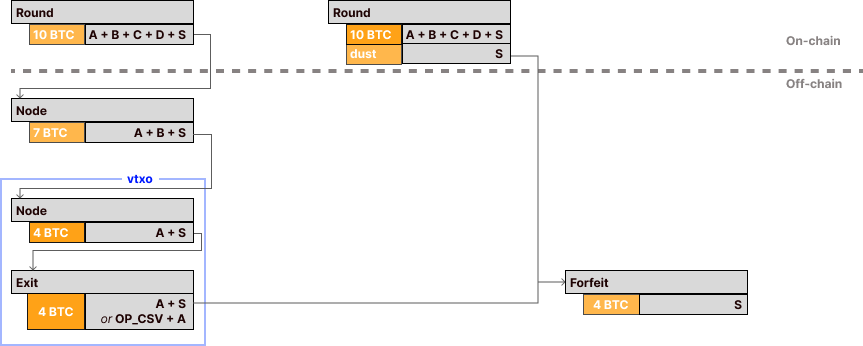 Round
10 BTC A + B + C + D + S
Round
10 BTC A + B + C + D + S
dust S
On-chain
Off-chain
Node
7 BTC A + B + S
vtxo
Node
4 BTC A + S
Exit
4 BTC A + S
or OP_CSV + A
Forfeit
4 BTC S